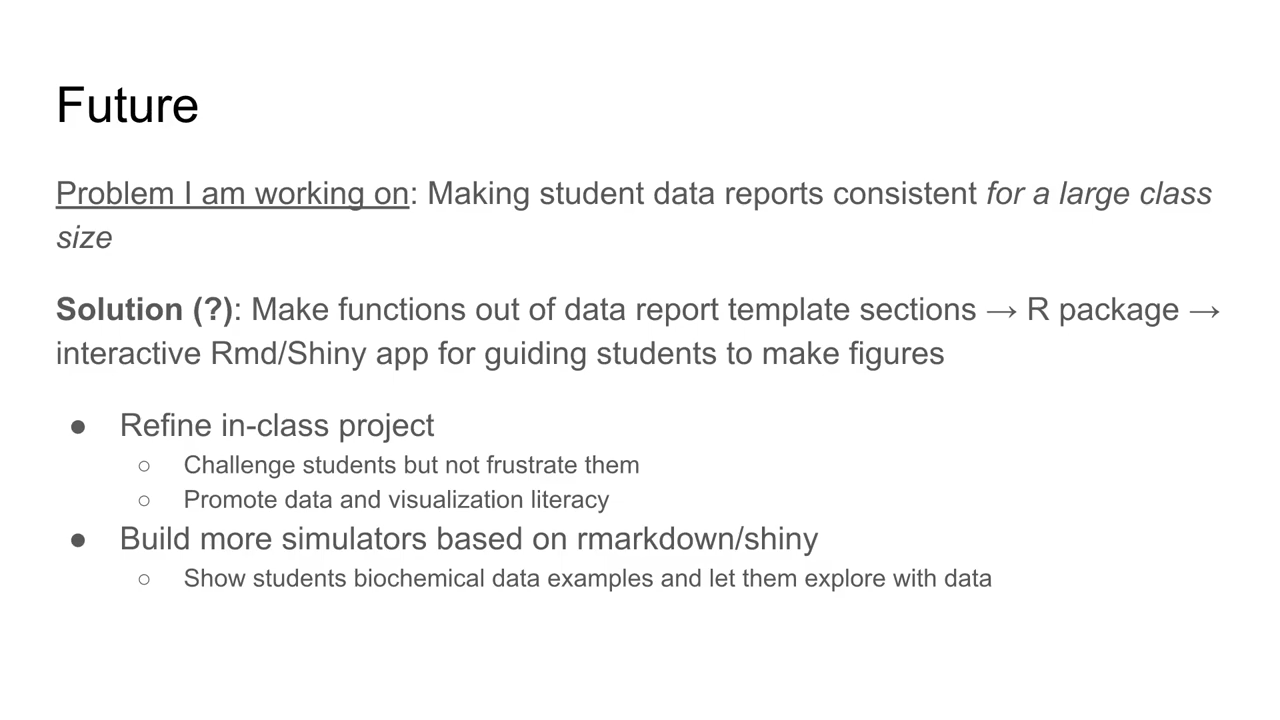 Future
Problem I am working on: Making student data reports consistent for a large class
size
Solution (?): Make functions out of data report template sections → R package →
interactive Rmd/Shiny app for guiding students to make figures
● Refine in-class project
○ Challenge students but not frustrate them
○ Promote data and visualization literacy
● Build more simulators based on rmarkdown/shiny
○ Show students biochemical data examples and let them explore with data